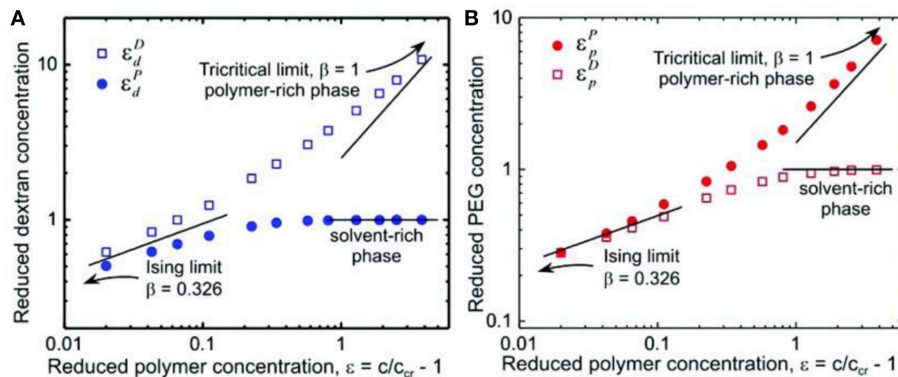 A
Reduced dextran concentration
10
1
0.1
ε_d^D
ε_d^P
Tricritical limit, β = 1
polymer-rich phase
solvent-rich
phase
Ising limit
β = 0.326
0.01
0.1
1
Reduced polymer concentration, ε = c/c_cr - 1
B
Reduced PEG concentration
1
0.1
ε_p^P
ε_p^D
Tricritical limit, β = 1
polymer-rich phase
solvent-rich
phase
Ising limit
β = 0.326
0.01
0.1
1
Reduced polymer concentration, ε = c/c_cr - 1